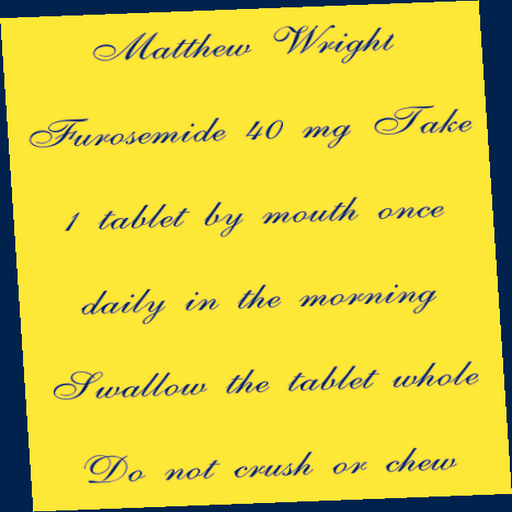 Matthew Wright
Furosemide 40 mg Take
1 tablet by mouth once
daily in the morning
Swallow the tablet whole
Do not crush or chew